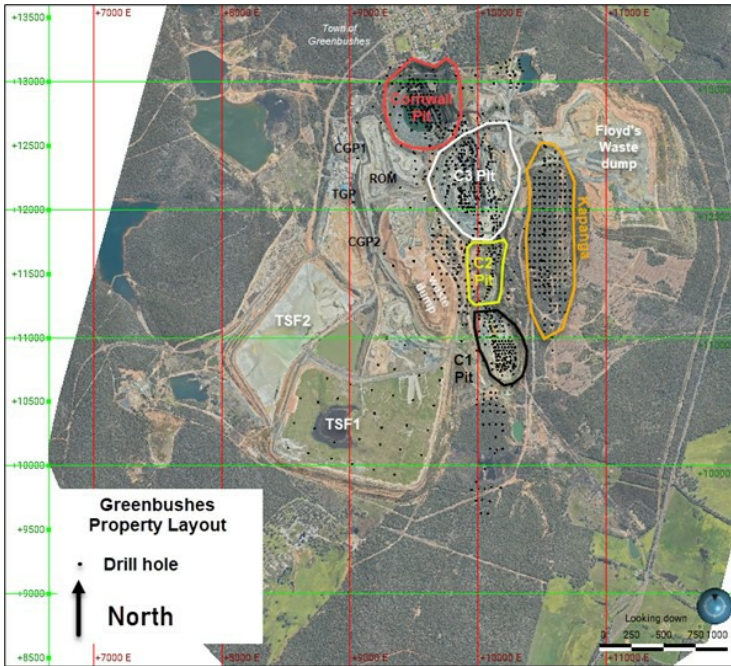 +7000 E
+8000 E
+9000 E
+10000 E
+11000 E
+13500
Town of
Greenbushes
+13000
Cornwall
Pit
+12500
Floyd's
Waste
dump
CGP1
ROM
C3 Pit
TGP
+12000
Kapanga
CGP2
C2
Pit
+11500
Waste
dump
TSF2
+11000
C1
Pit
+10500
TSF1
+10000
Greenbushes
Property Layout
Drill hole
North
+9500
+9000
+8500
Looking down
0 250 500 750 1000
+7000 E
+8000 E
+9000 E
+10000 E
+11000 E